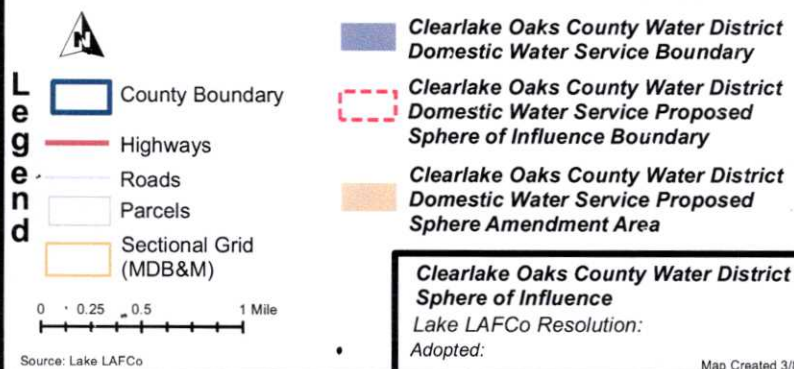 N
Legend
County Boundary
Highways
Roads
Parcels
Sectional Grid
(MDB&M)
0 0.25 0.5 1 Mile
Source: Lake LAFCo
Clearlake Oaks County Water District
Domestic Water Service Boundary
Clearlake Oaks County Water District
Domestic Water Service Proposed
Sphere of Influence Boundary
Clearlake Oaks County Water District
Domestic Water Service Proposed
Sphere Amendment Area
Clearlake Oaks County Water District
Sphere of Influence
Lake LAFCo Resolution:
Adopted:
Map Created 3/